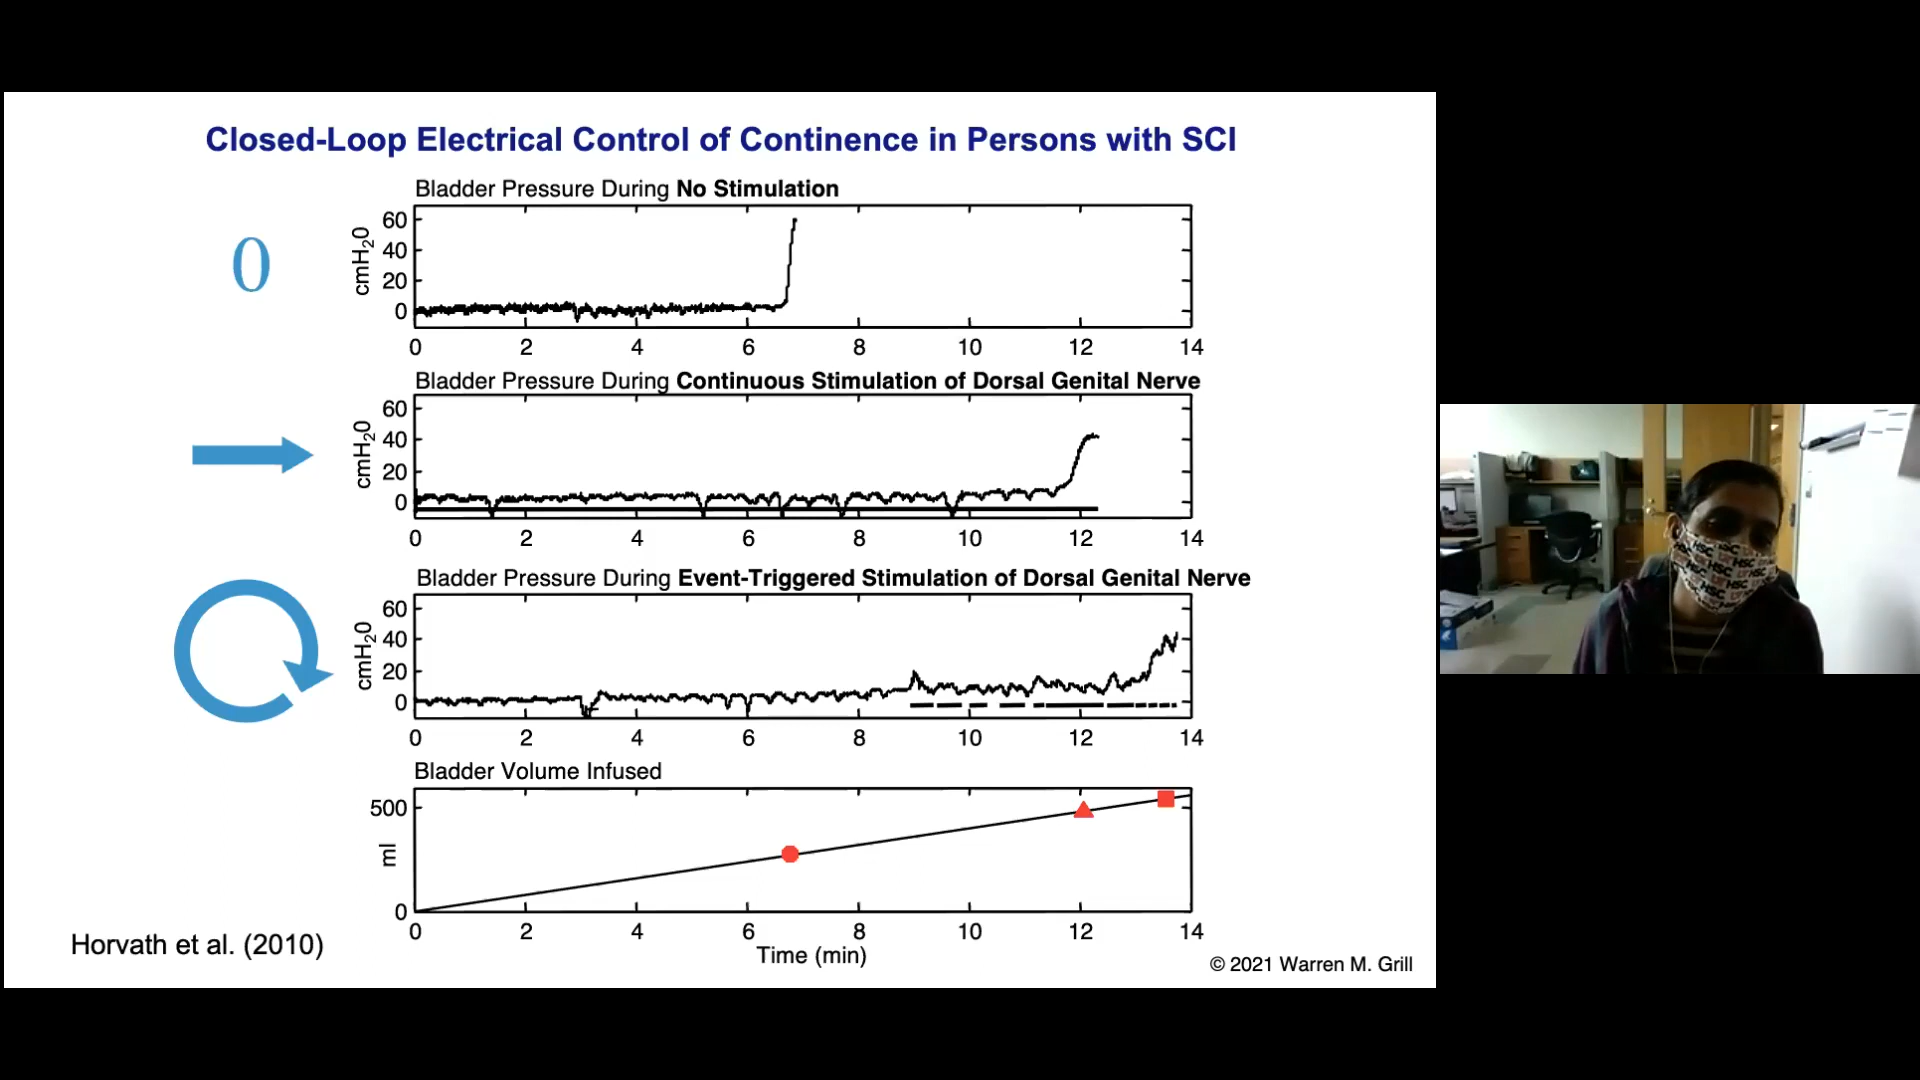 Closed-Loop Electrical Control of Continence in Persons with SCI
Bladder Pressure During No Stimulation
0
cmH20
60
40
20
0
0 2 4 6 8 10 12 14
Bladder Pressure During Continuous Stimulation of Dorsal Genital Nerve
cmH20
60
40
20
0
0 2 4 6 8 10 12 14
Bladder Pressure During Event-Triggered Stimulation of Dorsal Genital Nerve
cmH20
60
40
20
0
0 2 4 6 8 10 12 14
Bladder Volume Infused
ml
500
0
0 2 4 6 8 10 12 14
Time (min)
Horvath et al. (2010)
© 2021 Warren M. Grill
HSC